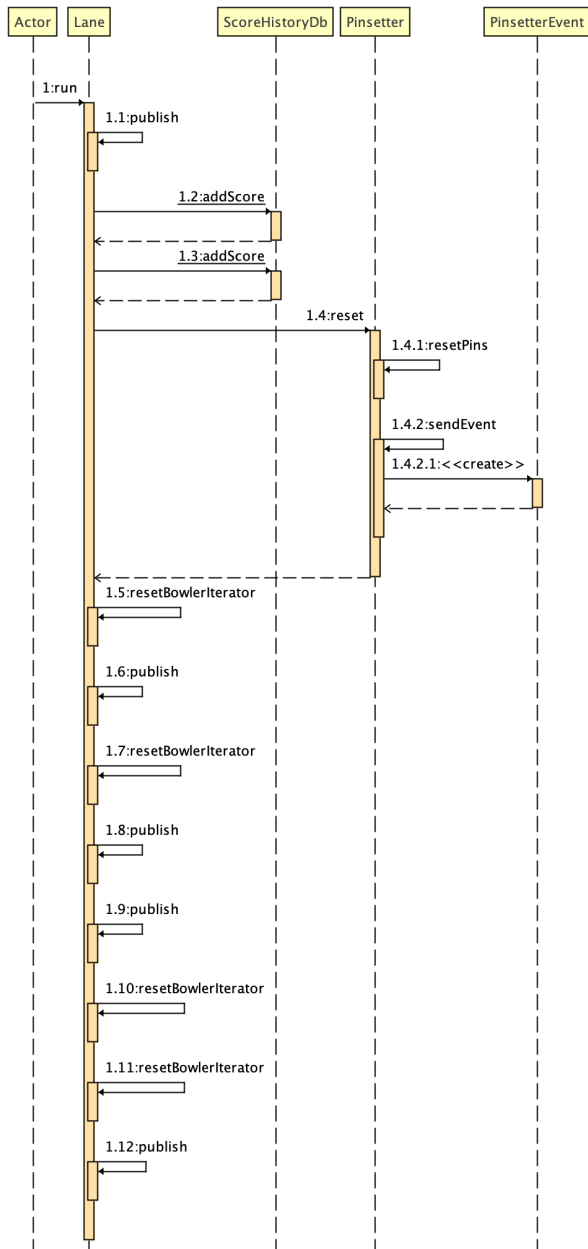 Actor
Lane
ScoreHistoryDb
Pinsetter
PinsetterEvent
1:run
1.1:publish
1.2:addScore
1.3:addScore
1.4:reset
1.4.1:resetPins
1.4.2:sendEvent
1.4.2.1:<<create>>
1.5:resetBowlerIterator
1.6:publish
1.7:resetBowlerIterator
1.8:publish
1.9:publish
1.10:resetBowlerIterator
1.11:resetBowlerIterator
1.12:publish